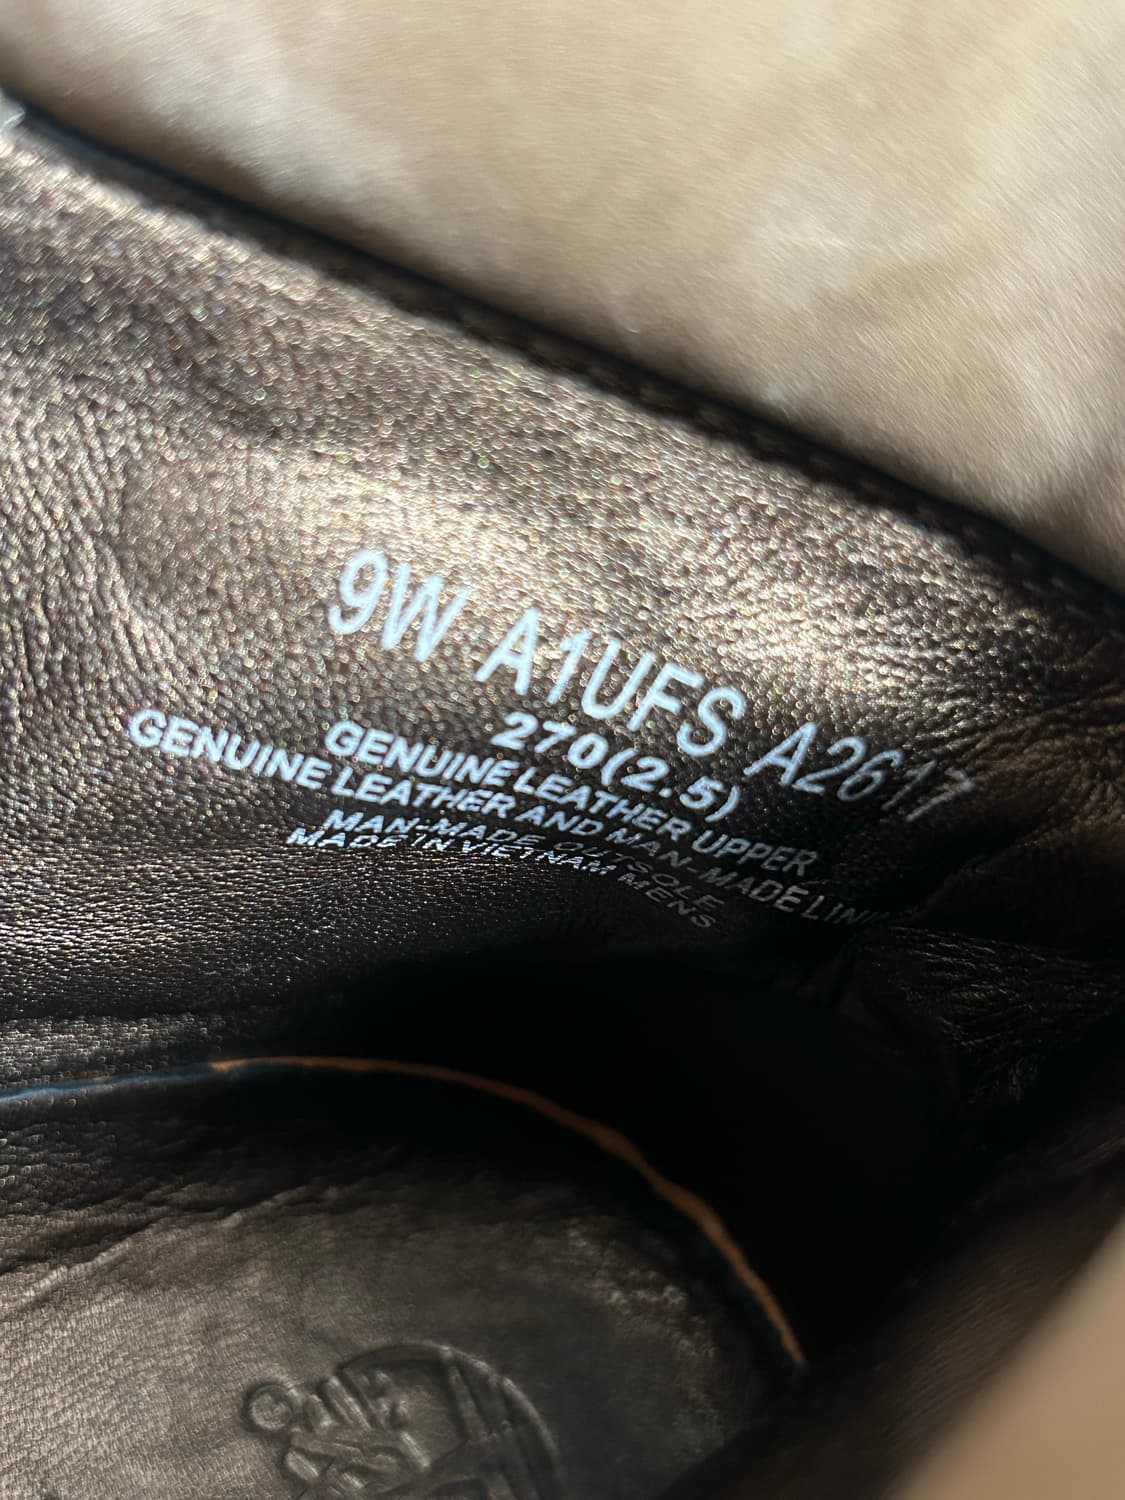 9W A1UFS A2617
270(2.5)
GENUINE LEATHER UPPER
GENUINE LEATHER AND MAN-MADE LINI
MAN-MADE OUTSOLE
MADE IN VIETNAM MENS